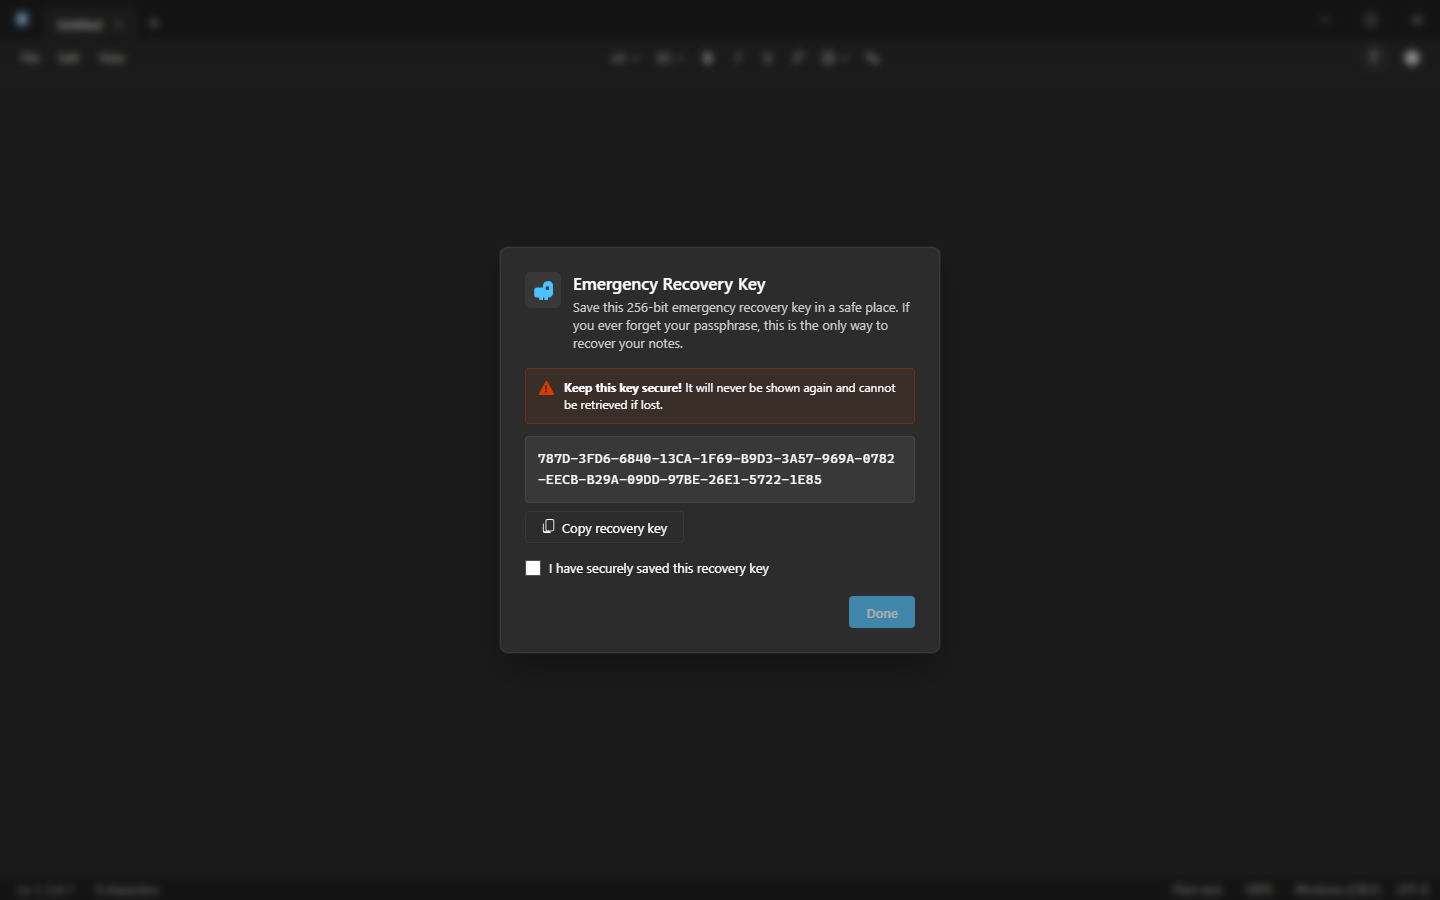 Emergency Recovery Key
Save this 256-bit emergency recovery key in a safe place. If
you ever forget your passphrase, this is the only way to
recover your notes.
Keep this key secure! It will never be shown again and cannot
be retrieved if lost.
787D-3FD6-6840-13CA-1F69-B9D3-3A57-969A-0782
-EECB-B29A-09DD-97BE-26E1-5722-1E85
Copy recovery key
I have securely saved this recovery key
Done